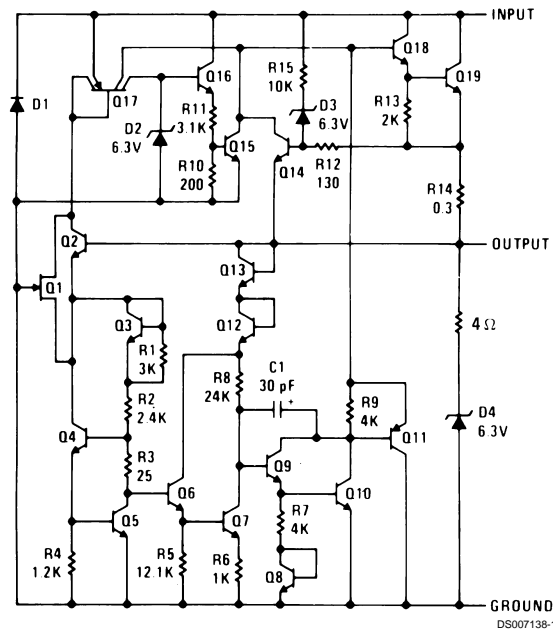 INPUT
Q18
Q16
R15
10K
Q19
Q17
D1
R11
3.1K
D2
6.3V
D3
6.3V
R13
2K
Q15
R10
200
Q14
R12
130
R14
0.3
Q2
OUTPUT
Q13
Q1
Q3
Q12
4Ω
R1
3K
C1
30 pF
+
R8
24K
R2
2.4K
R9
4K
D4
6.3V
Q4
Q11
R3
25
Q9
Q6
Q10
Q5
Q7
R7
4K
R4
1.2K
R5
12.1K
R6
1K
Q8
GROUND
DS007138-1